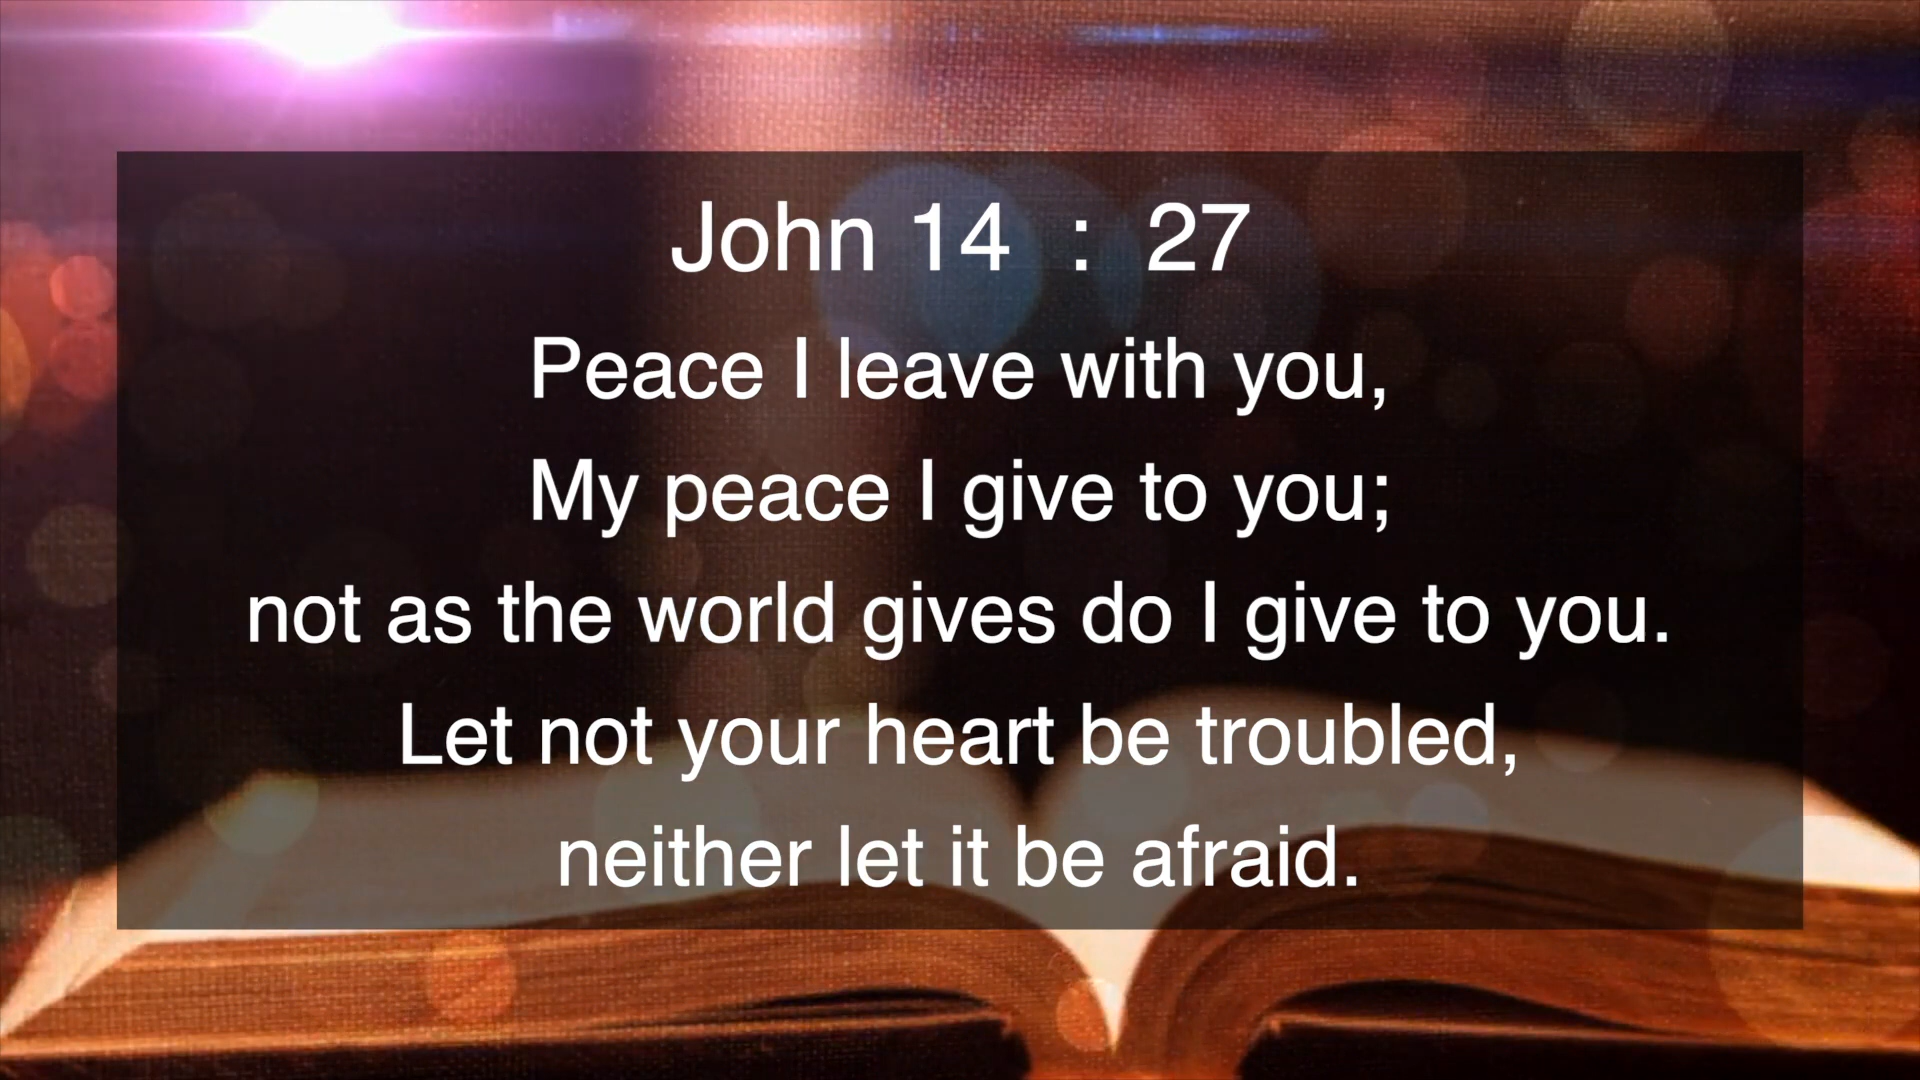 John 14 : 27
Peace I leave with you,
My peace I give to you;
not as the world gives do I give to you.
Let not your heart be troubled,
neither let it be afraid.